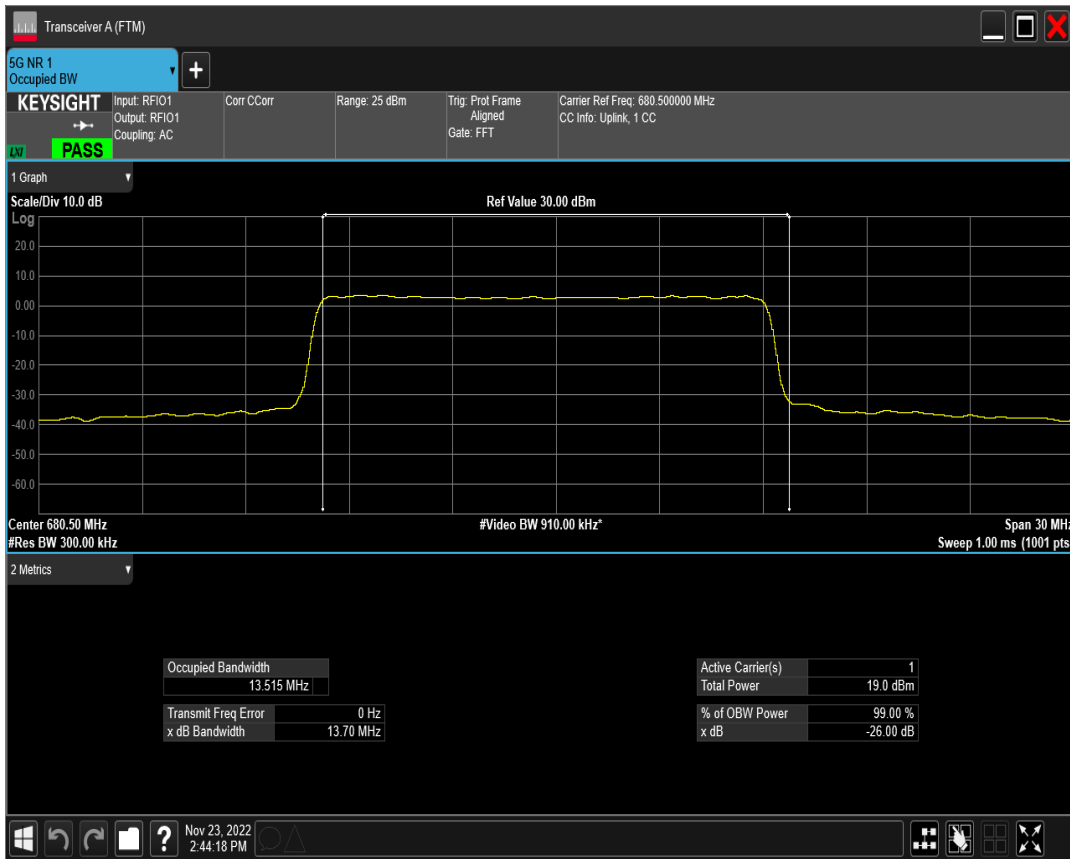 Transceiver A (FTM)
5G NR 1
Occupied BW
+
KEYSIGHT
LXI
PASS
Input: RFIO1
Output: RFIO1
Coupling: AC
Corr CCorr
Range: 25 dBm
Trig: Prot Frame
Aligned
Gate: FFT
Carrier Ref Freq: 680.500000 MHz
CC Info: Uplink, 1 CC
1 Graph
Scale/Div 10.0 dB
Ref Value 30.00 dBm
Log
20.0
10.0
0.00
-10.0
-20.0
-30.0
-40.0
-50.0
-60.0
Center 680.50 MHz
#Video BW 910.00 kHz*
Span 30 MHz
#Res BW 300.00 kHz
Sweep 1.00 ms (1001 pts
2 Metrics
Occupied Bandwidth
13.515 MHz
Transmit Freq Error 0 Hz
x dB Bandwidth 13.70 MHz
Active Carrier(s) 1
Total Power 19.0 dBm
% of OBW Power 99.00 %
x dB -26.00 dB
?
Nov 23, 2022
2:44:18 PM